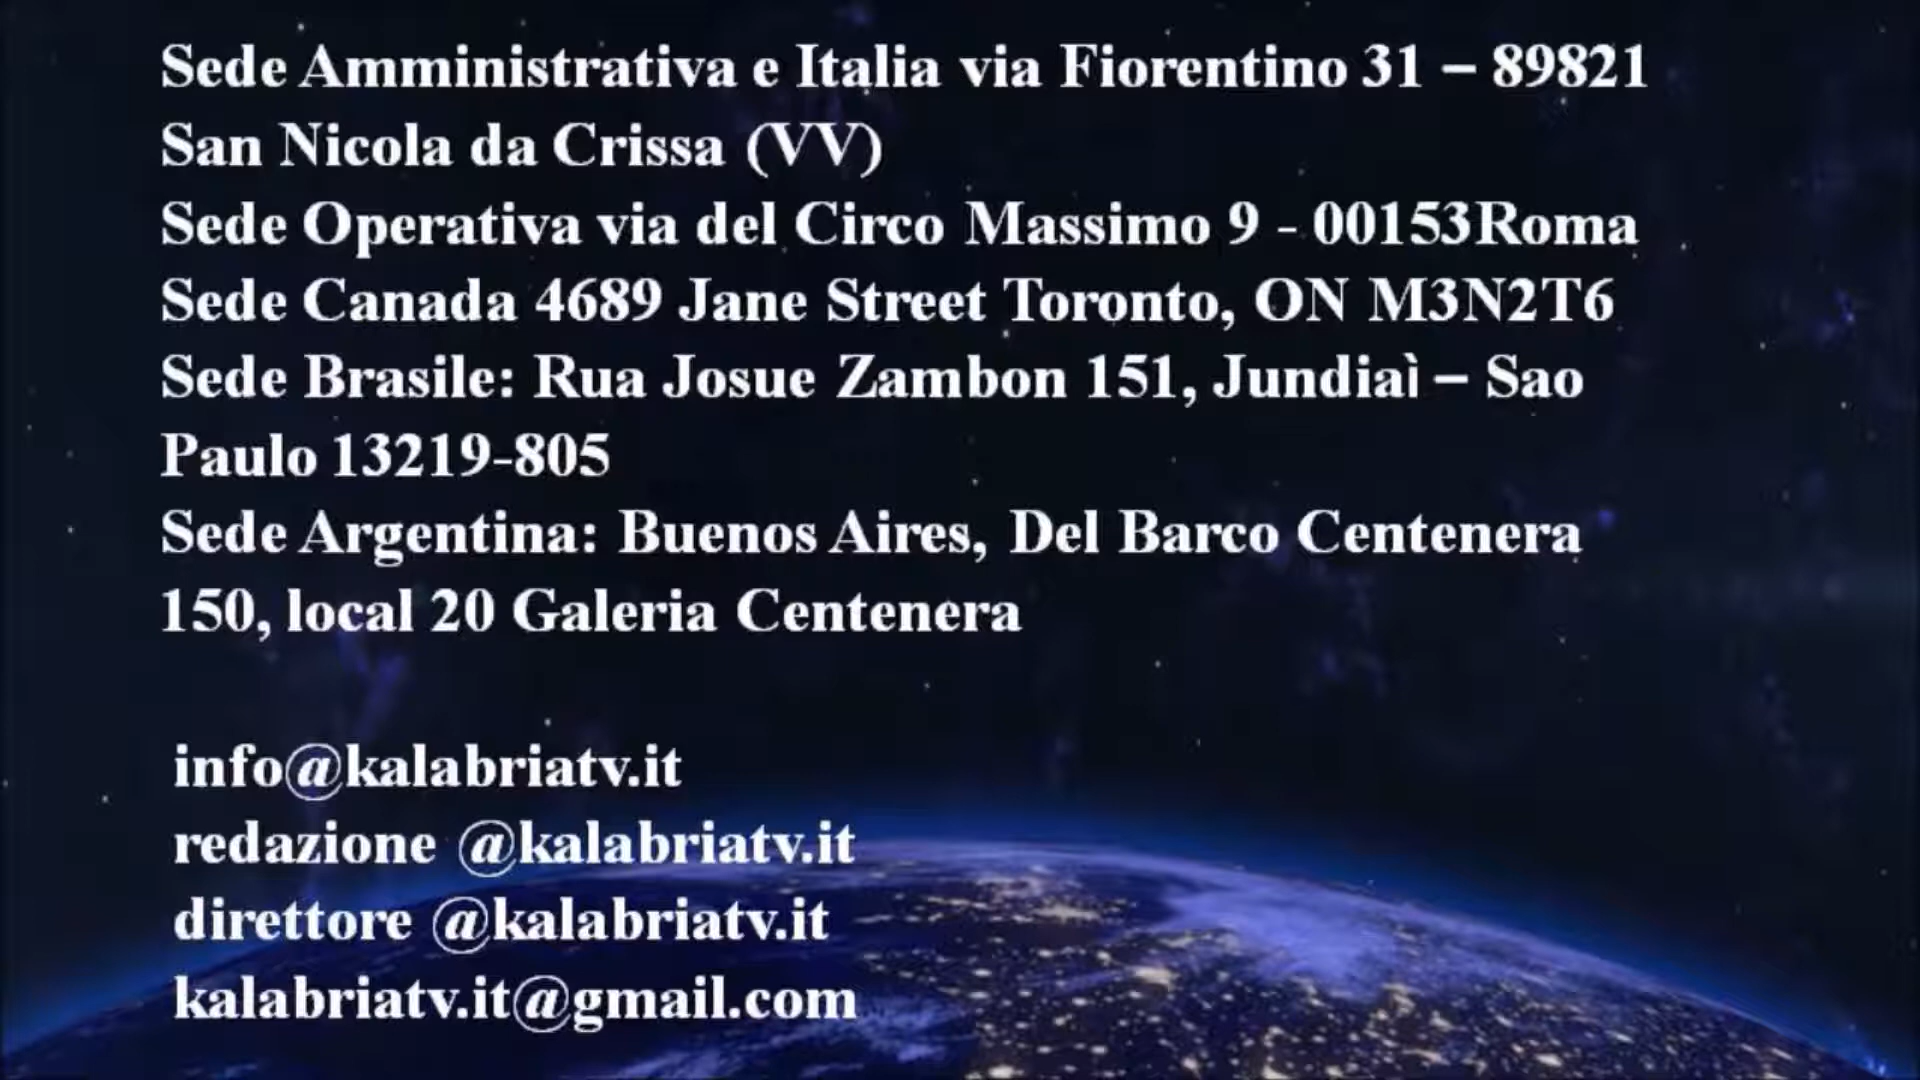 Sede Amministrativa e Italia via Fiorentino 31 – 89821
San Nicola da Crissa (VV)
Sede Operativa via del Circo Massimo 9 - 00153Roma
Sede Canada 4689 Jane Street Toronto, ON M3N2T6
Sede Brasile: Rua Josue Zambon 151, Jundiaì – Sao
Paulo 13219-805
Sede Argentina: Buenos Aires, Del Barco Centenera
150, local 20 Galeria Centenera
info@kalabriatv.it
redazione @kalabriatv.it
direttore @kalabriatv.it
kalabriatv.it@gmail.com